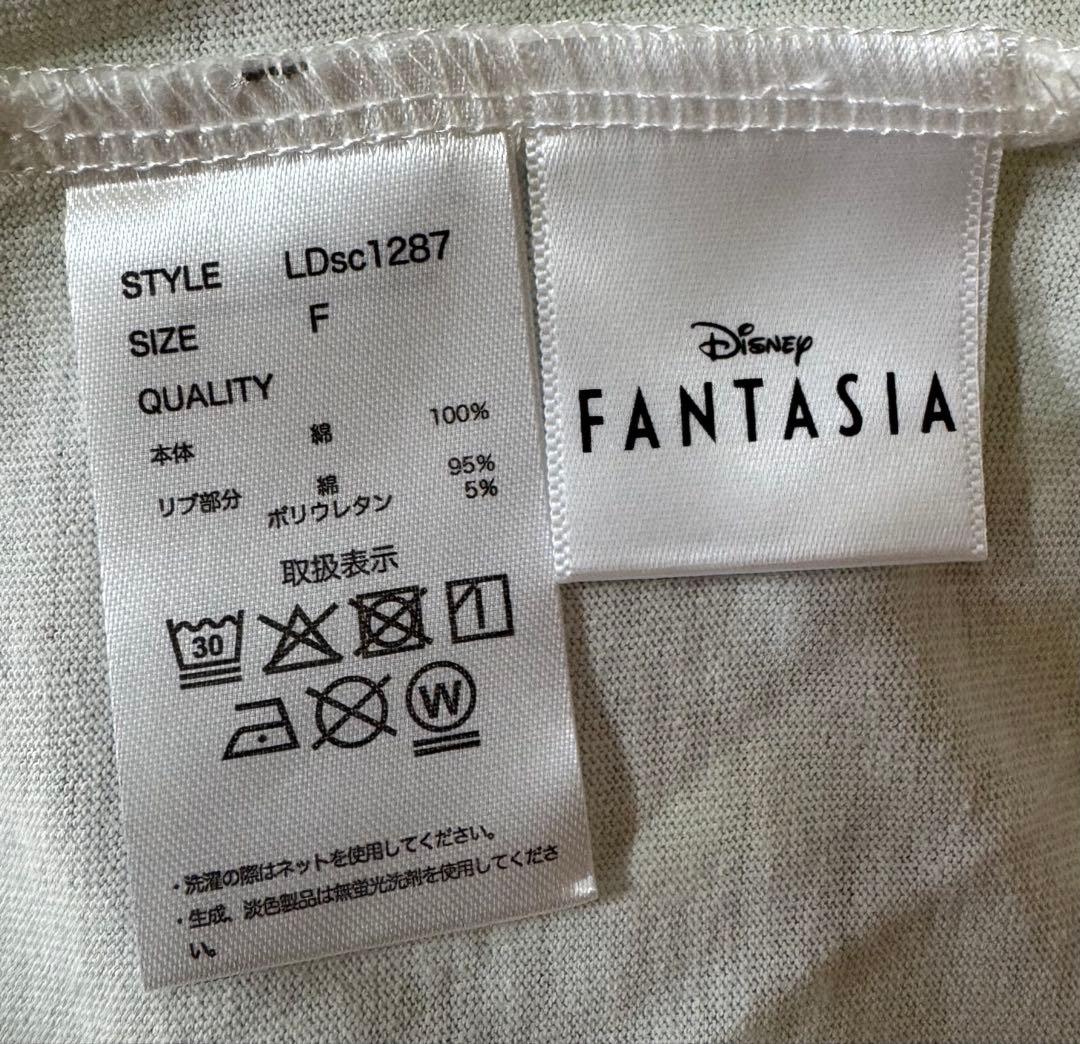 STYLE LDsc1287
SIZE F
QUALITY
本体 綿 100%
リブ部分 綿 95%
ポリウレタン 5%
取扱表示
30
W
・洗濯の際はネットを使用してください。
・生成、淡色製品は無蛍光洗剤を使用してくださ
い。
Disney
FANTASIA